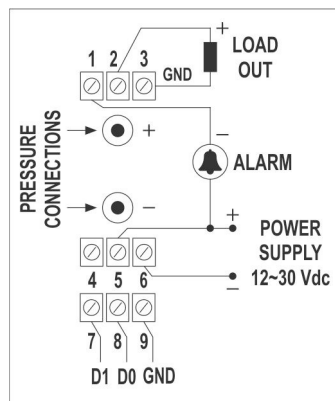 1 2 3
+
LOAD
OUT
GND
PRESSURE
CONNECTIONS
+
−
−
ALARM
+
POWER
SUPPLY
12~30 Vdc
−
4 5 6
7 8 9
D1 D0 GND